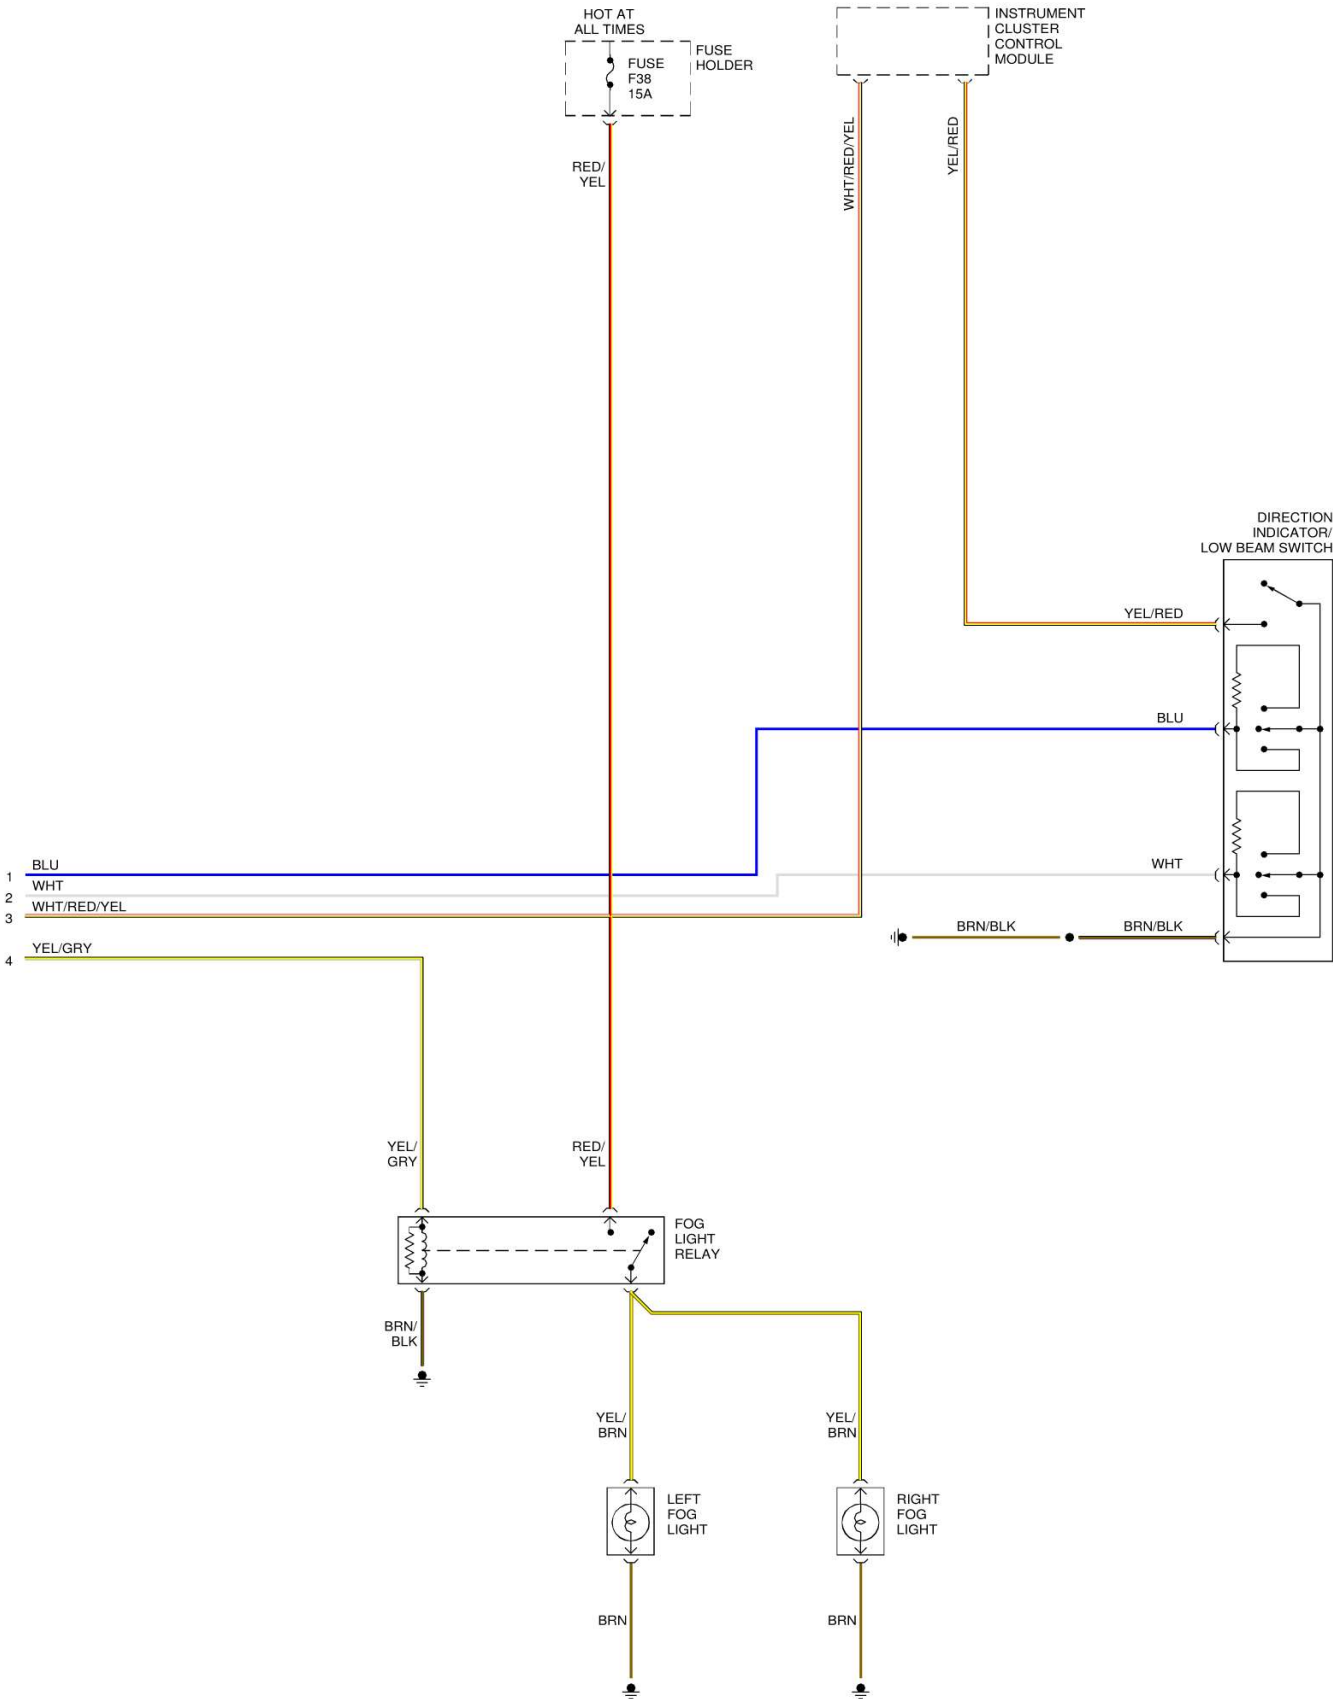 HOT AT
ALL TIMES
FUSE
HOLDER
FUSE
F38
15A
INSTRUMENT
CLUSTER
CONTROL
MODULE
RED/
YEL
WHT/RED/YEL
YEL/RED
DIRECTION
INDICATOR/
LOW BEAM SWITCH
YEL/RED
BLU
WHT
BRN/BLK
BRN/BLK
1
BLU
2
WHT
3
WHT/RED/YEL
4
YEL/GRY
YEL/
GRY
RED/
YEL
FOG
LIGHT
RELAY
BRN/
BLK
YEL/
BRN
YEL/
BRN
LEFT
FOG
LIGHT
RIGHT
FOG
LIGHT
BRN
BRN